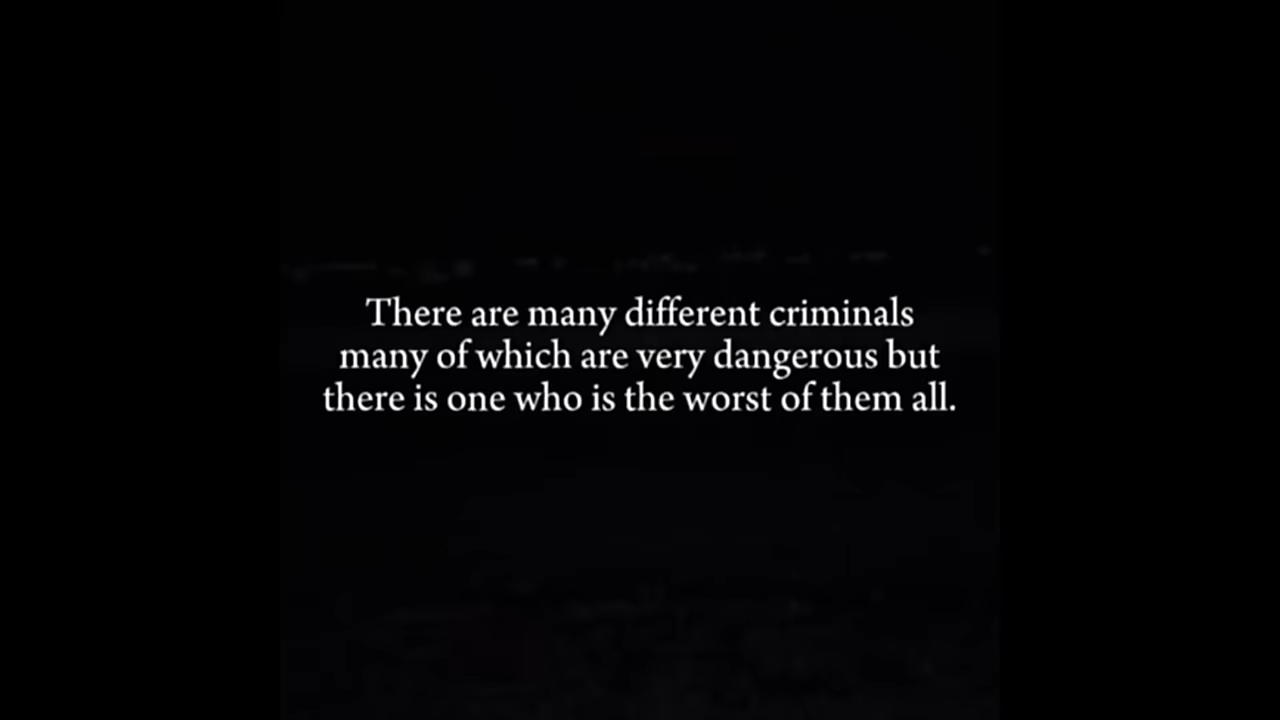 There are many different criminals
many of which are very dangerous but
there is one who is the worst of them all.